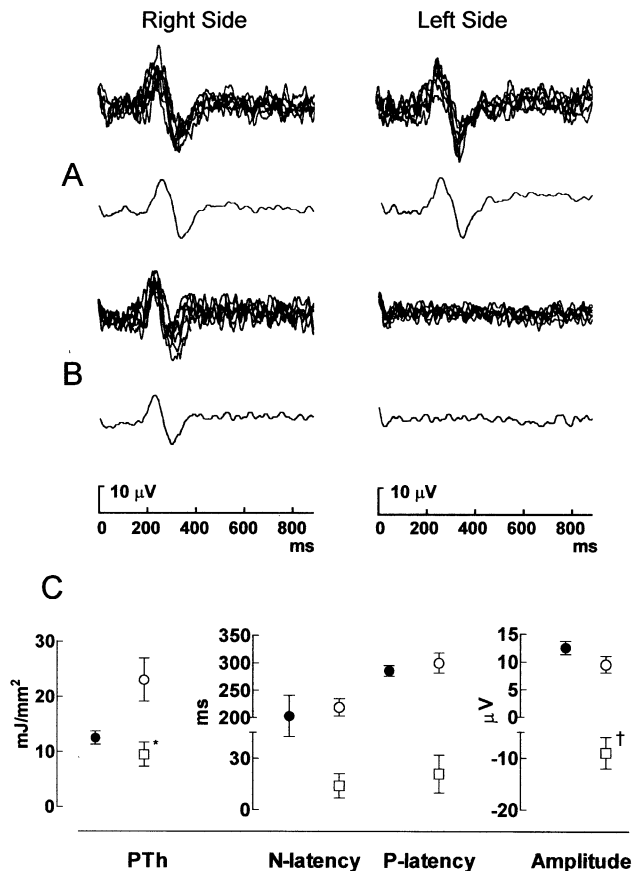 Right Side
Left Side
A
B
10 μV
10 μV
0 200 400 600 800
ms
0 200 400 600 800
ms
C
30
20
10
0
mJ/mm²
*
350
300
250
200
30
0
ms
15
10
5
0
-10
-20
μV
†
PTh
N-latency
P-latency
Amplitude